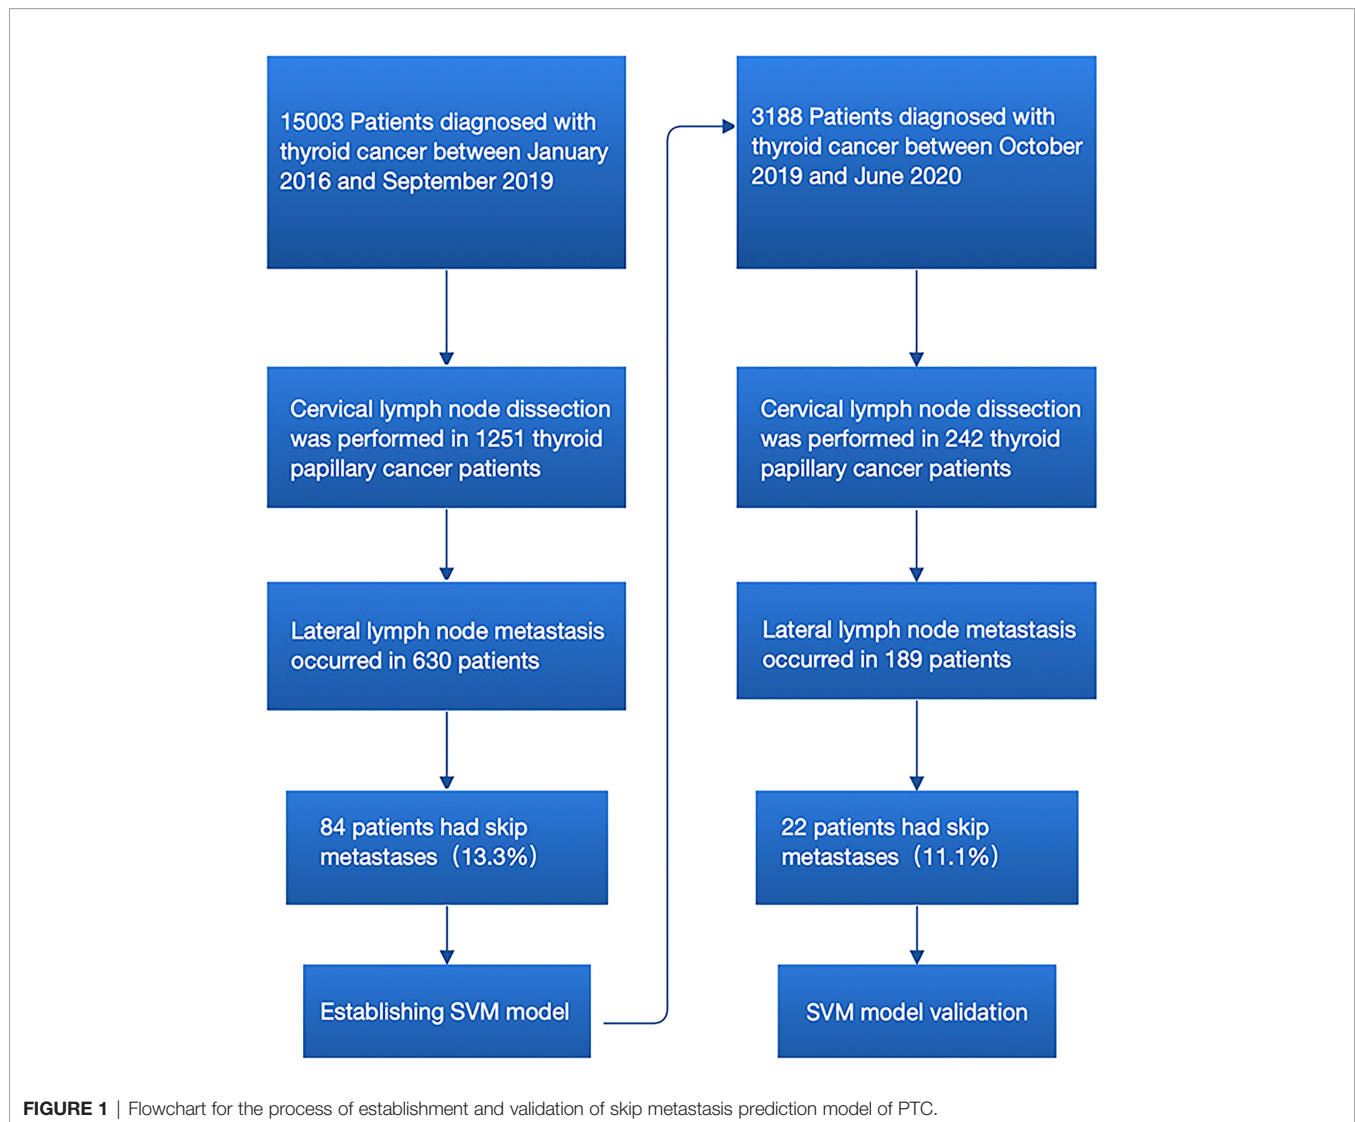 15003 Patients diagnosed with
thyroid cancer between January
2016 and September 2019
Cervical lymph node dissection
was performed in 1251 thyroid
papillary cancer patients
Lateral lymph node metastasis
occurred in 630 patients
84 patients had skip
metastases（13.3%）
Establishing SVM model
3188 Patients diagnosed with
thyroid cancer between October
2019 and June 2020
Cervical lymph node dissection
was performed in 242 thyroid
papillary cancer patients
Lateral lymph node metastasis
occurred in 189 patients
22 patients had skip
metastases（11.1%）
SVM model validation
FIGURE 1 | Flowchart for the process of establishment and validation of skip metastasis prediction model of PTC.